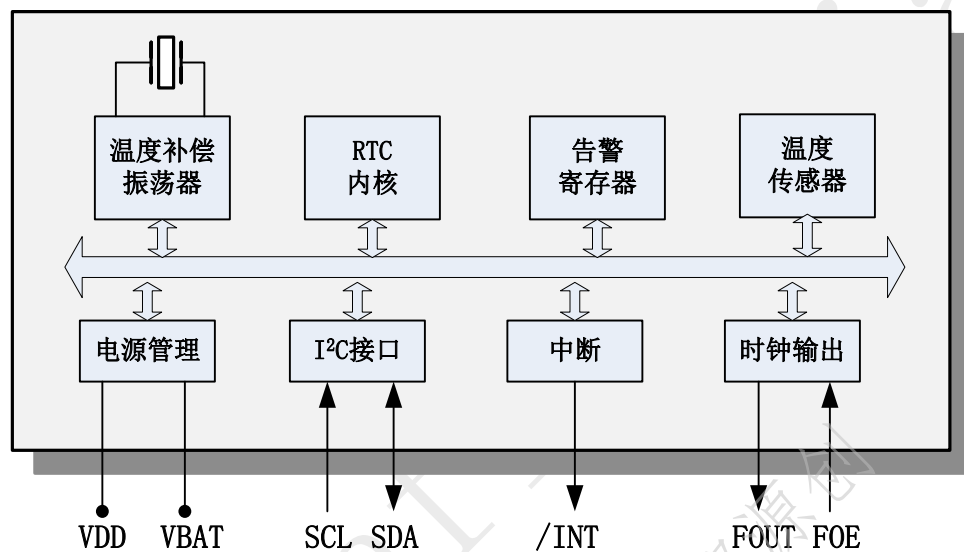 温度补偿
振荡器
RTC
内核
告警
寄存器
温度
传感器
电源管理
I²C接口
中断
时钟输出
VDD VBAT SCL SDA /INT FOUT FOE